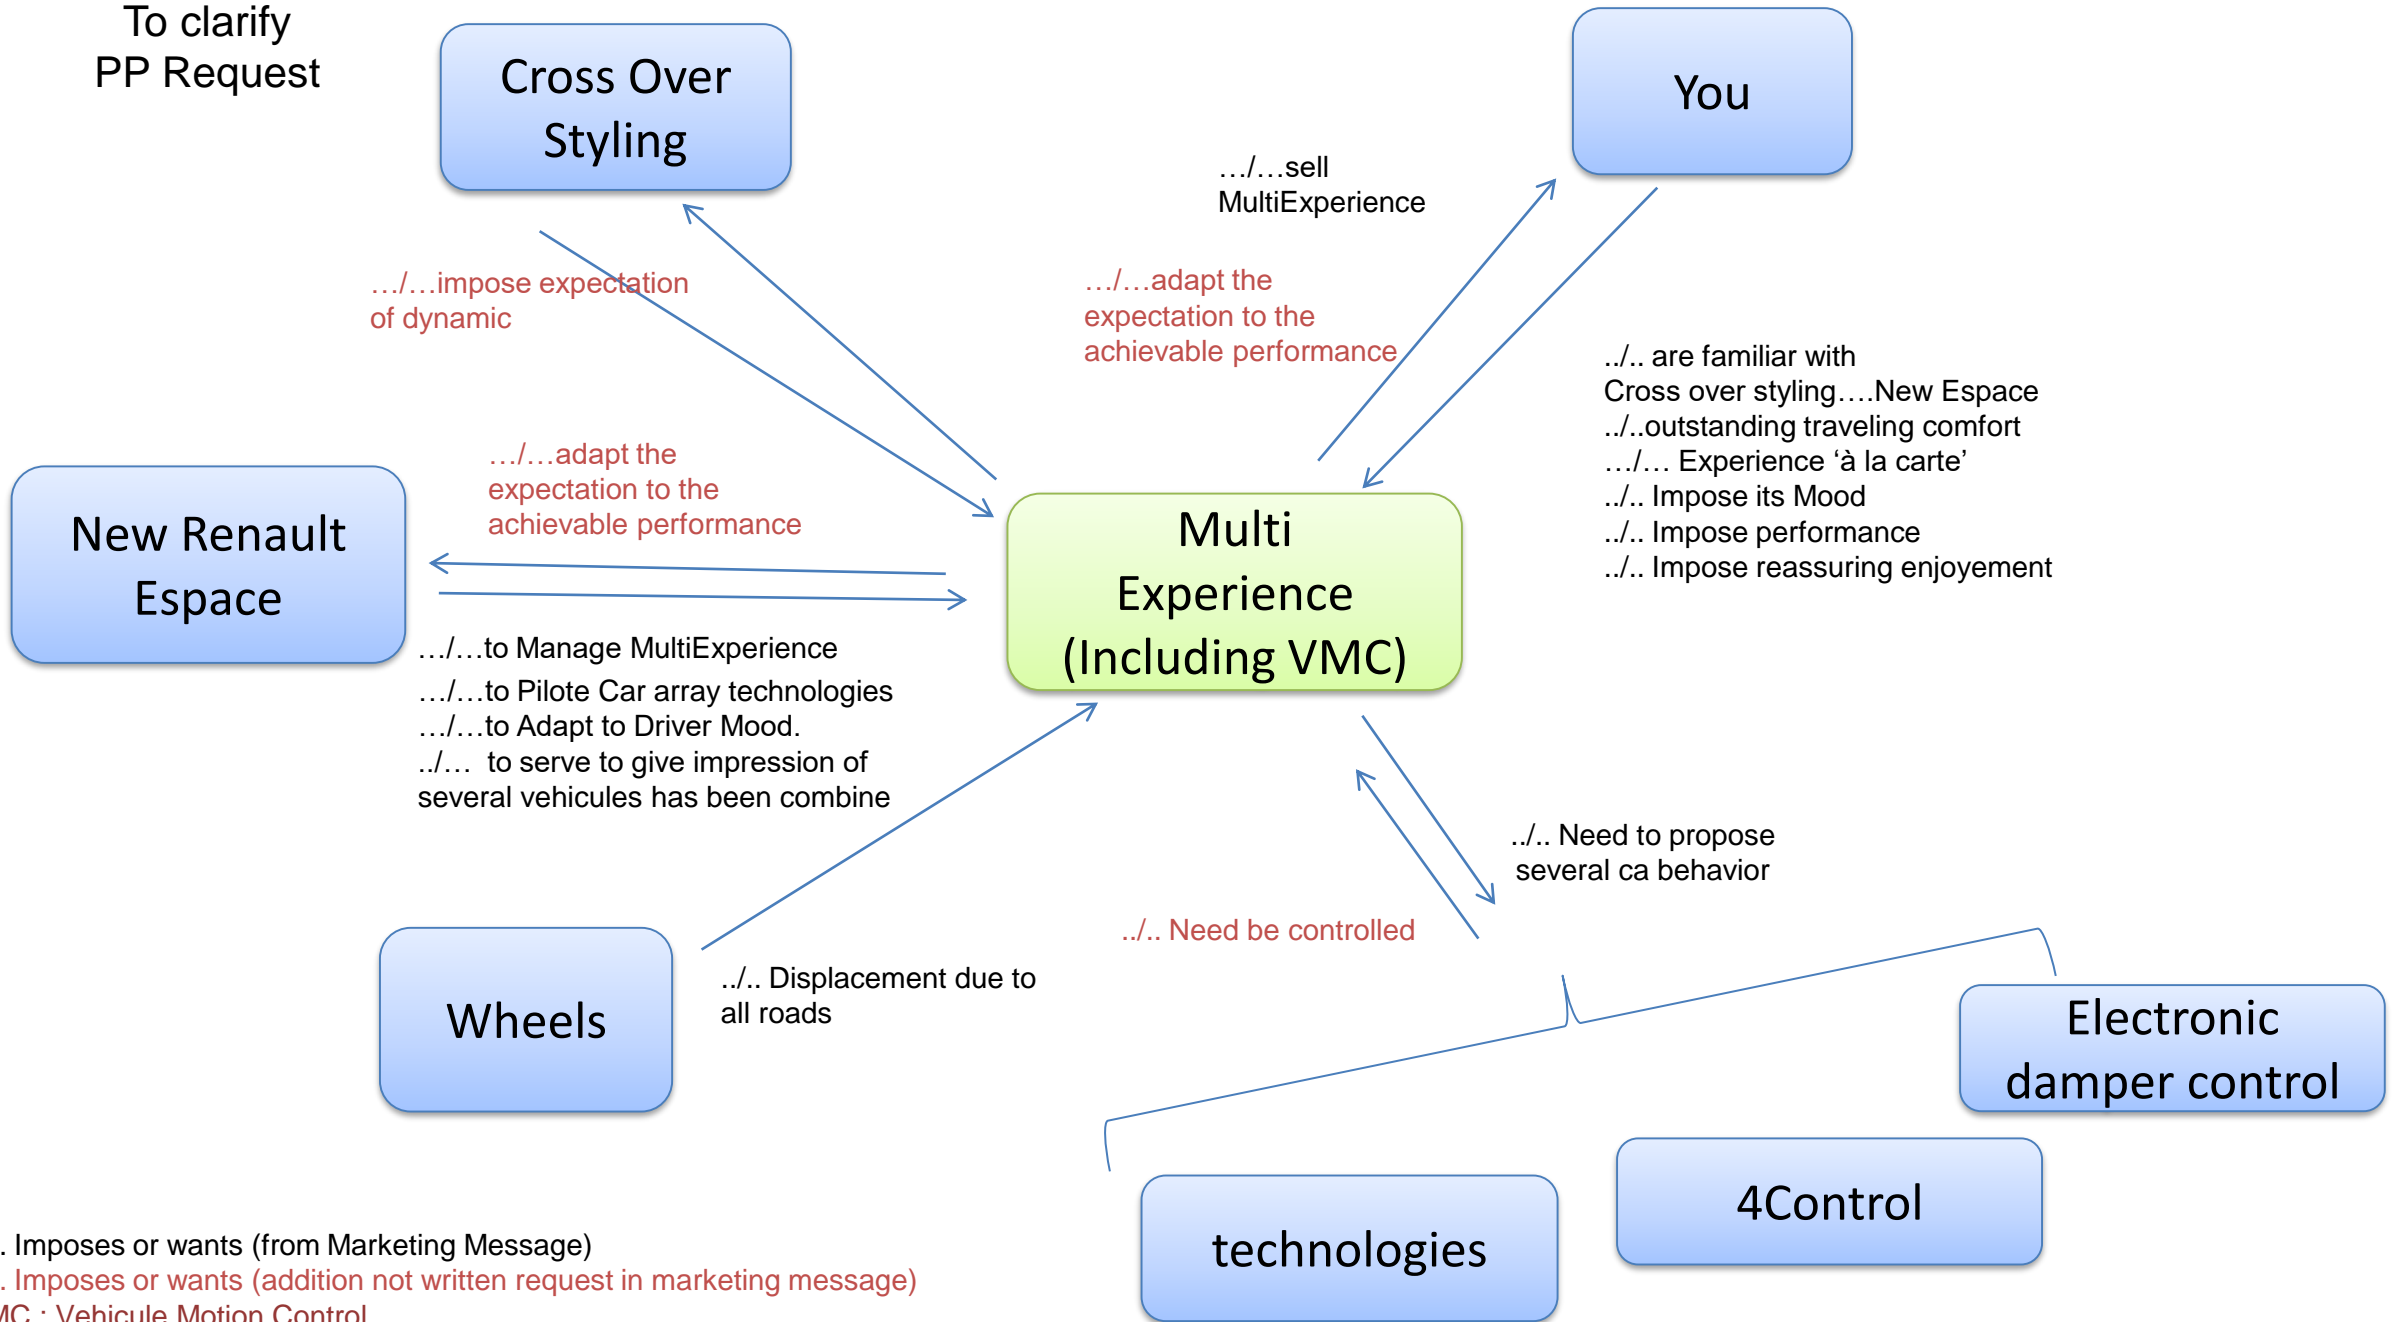 To clarify
PP Request
Cross Over
Styling
You
…/…sell
MultiExperience
…/…impose expectation
of dynamic
…/…adapt the
expectation to the
achievable performance
../.. are familiar with
Cross over styling….New Espace
../..outstanding traveling comfort
…/… Experience ‘à la carte’
../.. Impose its Mood
../.. Impose performance
../.. Impose reassuring enjoyement
…/…adapt the
expectation to the
achievable performance
New Renault
Espace
Multi
Experience
(Including VMC)
…/…to Manage MultiExperience
…/…to Pilote Car array technologies
…/…to Adapt to Driver Mood.
../… to serve to give impression of
several vehicules has been combine
../.. Need to propose
several ca behavior
../.. Need be controlled
Wheels
../.. Displacement due to
all roads
Electronic
damper control
4Control
technologies
. Imposes or wants (from Marketing Message)
. Imposes or wants (addition not written request in marketing message)
MC : Vehicule Motion Control